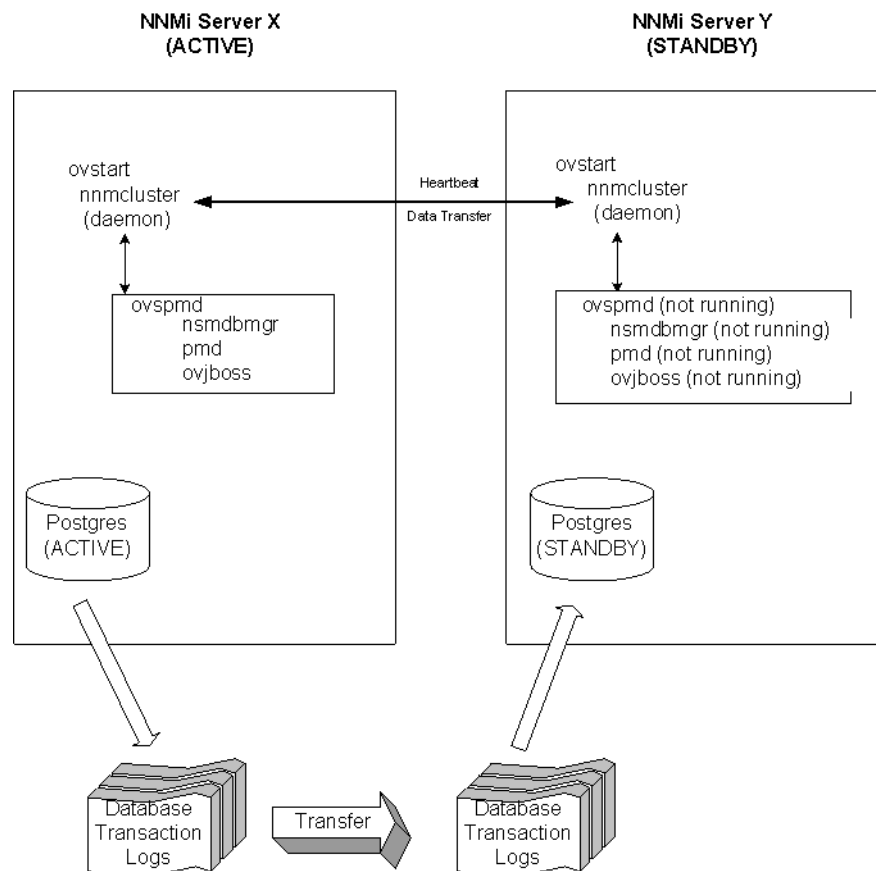 NNMi Server X
(ACTIVE)
NNMi Server Y
(STANDBY)
ovstart
nnmcluster
(daemon)
Heartbeat
Data Transfer
ovstart
nnmcluster
(daemon)
ovspmd
nsmdbmgr
pmd
ovjboss
ovspmd (not running)
nsmdbmgr (not running)
pmd (not running)
ovjboss (not running)
Postgres
(ACTIVE)
Postgres
(STANDBY)
Database
Transaction
Logs
Transfer
Database
Transaction
Logs